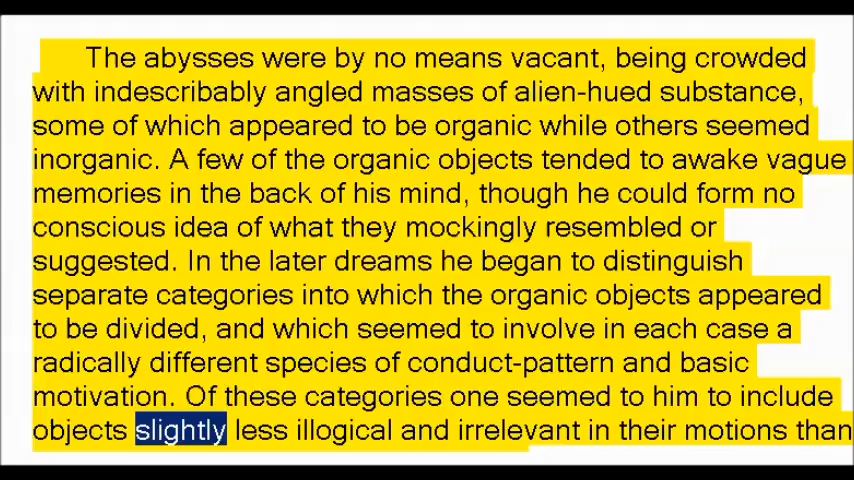 The abysses were by no means vacant, being crowded
with indescribably angled masses of alien-hued substance,
some of which appeared to be organic while others seemed
inorganic. A few of the organic objects tended to awake vague
memories in the back of his mind, though he could form no
conscious idea of what they mockingly resembled or
suggested. In the later dreams he began to distinguish
separate categories into which the organic objects appeared
to be divided, and which seemed to involve in each case a
radically different species of conduct-pattern and basic
motivation. Of these categories one seemed to him to include
objects slightly less illogical and irrelevant in their motions than